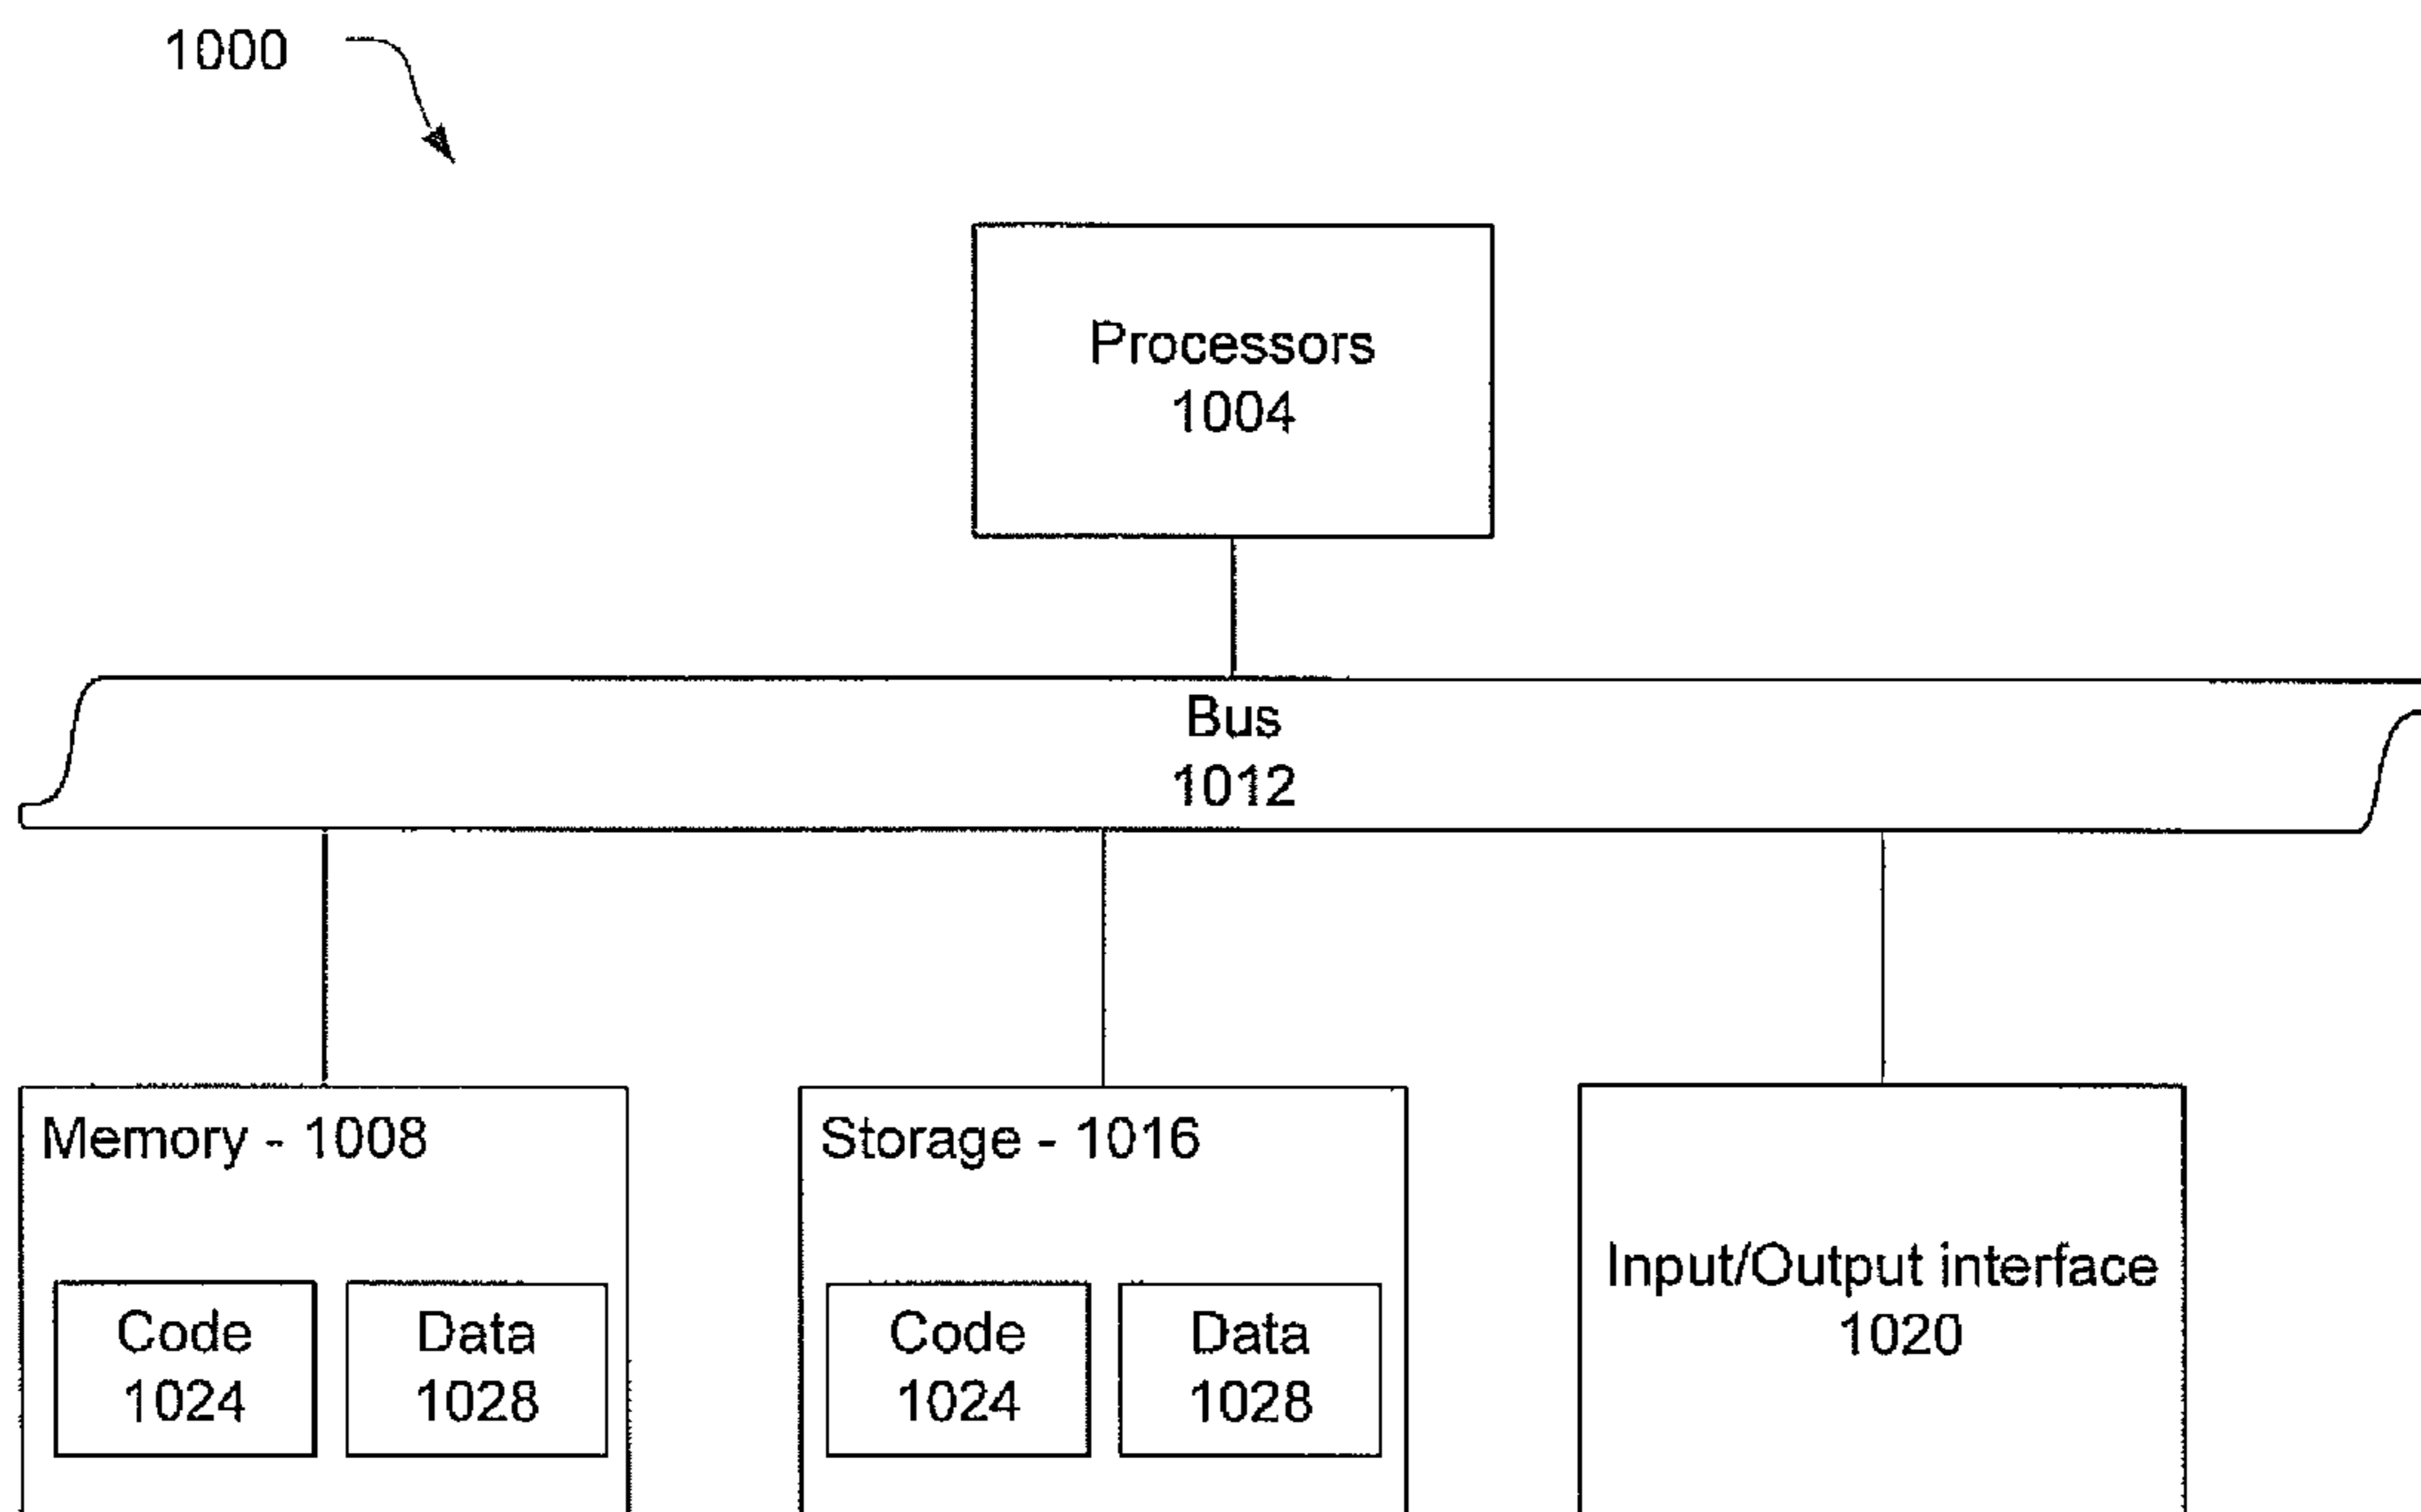 1000
Processors
1004
Bus
1012
Memory - 1008
Code
1024
Data
1028
Storage - 1016
Code
1024
Data
1028
Input/Output interface
1020